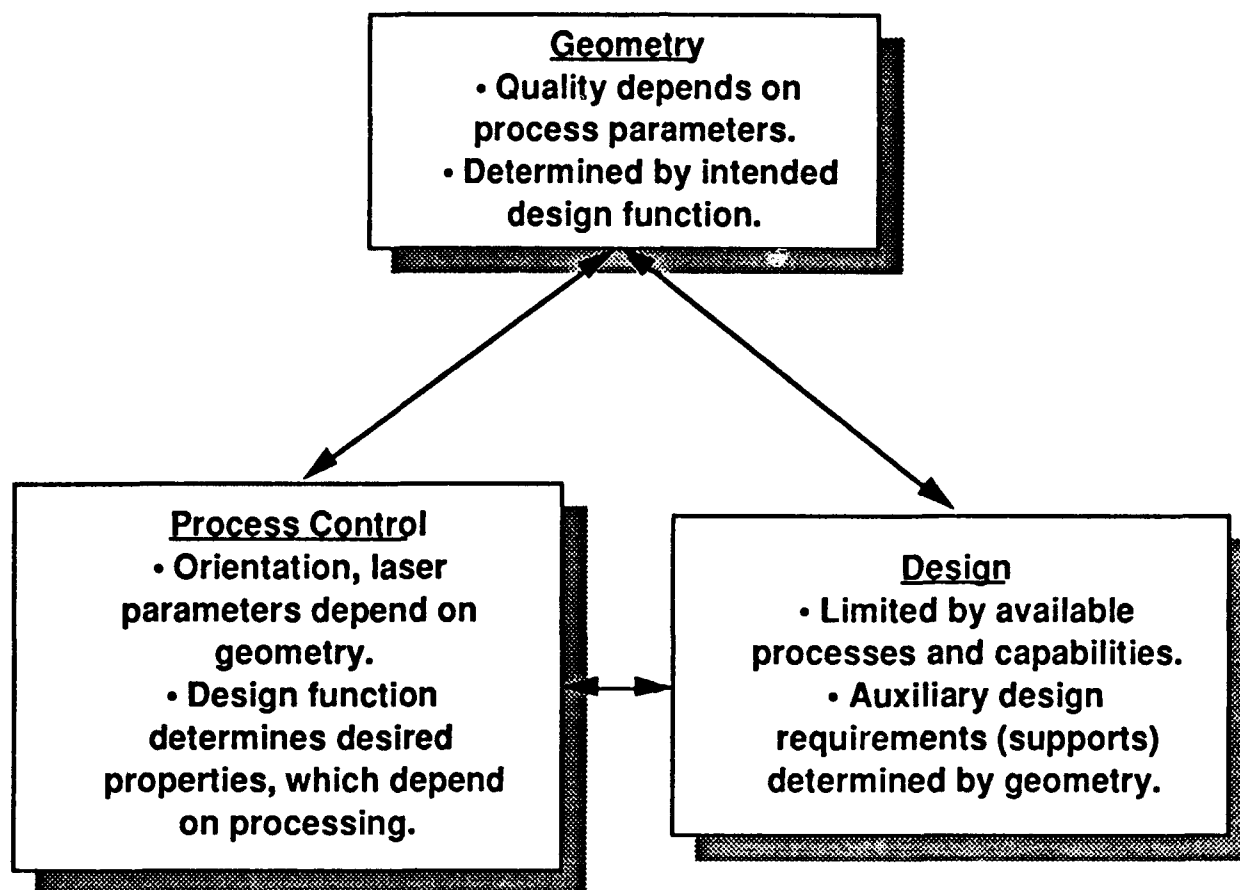 Geometry
• Quality depends on
process parameters.
• Determined by intended
design function.
Process Control
• Orientation, laser
parameters depend on
geometry.
• Design function
determines desired
properties, which depend
on processing.
Design
• Limited by available
processes and capabilities.
• Auxiliary design
requirements (supports)
determined by geometry.